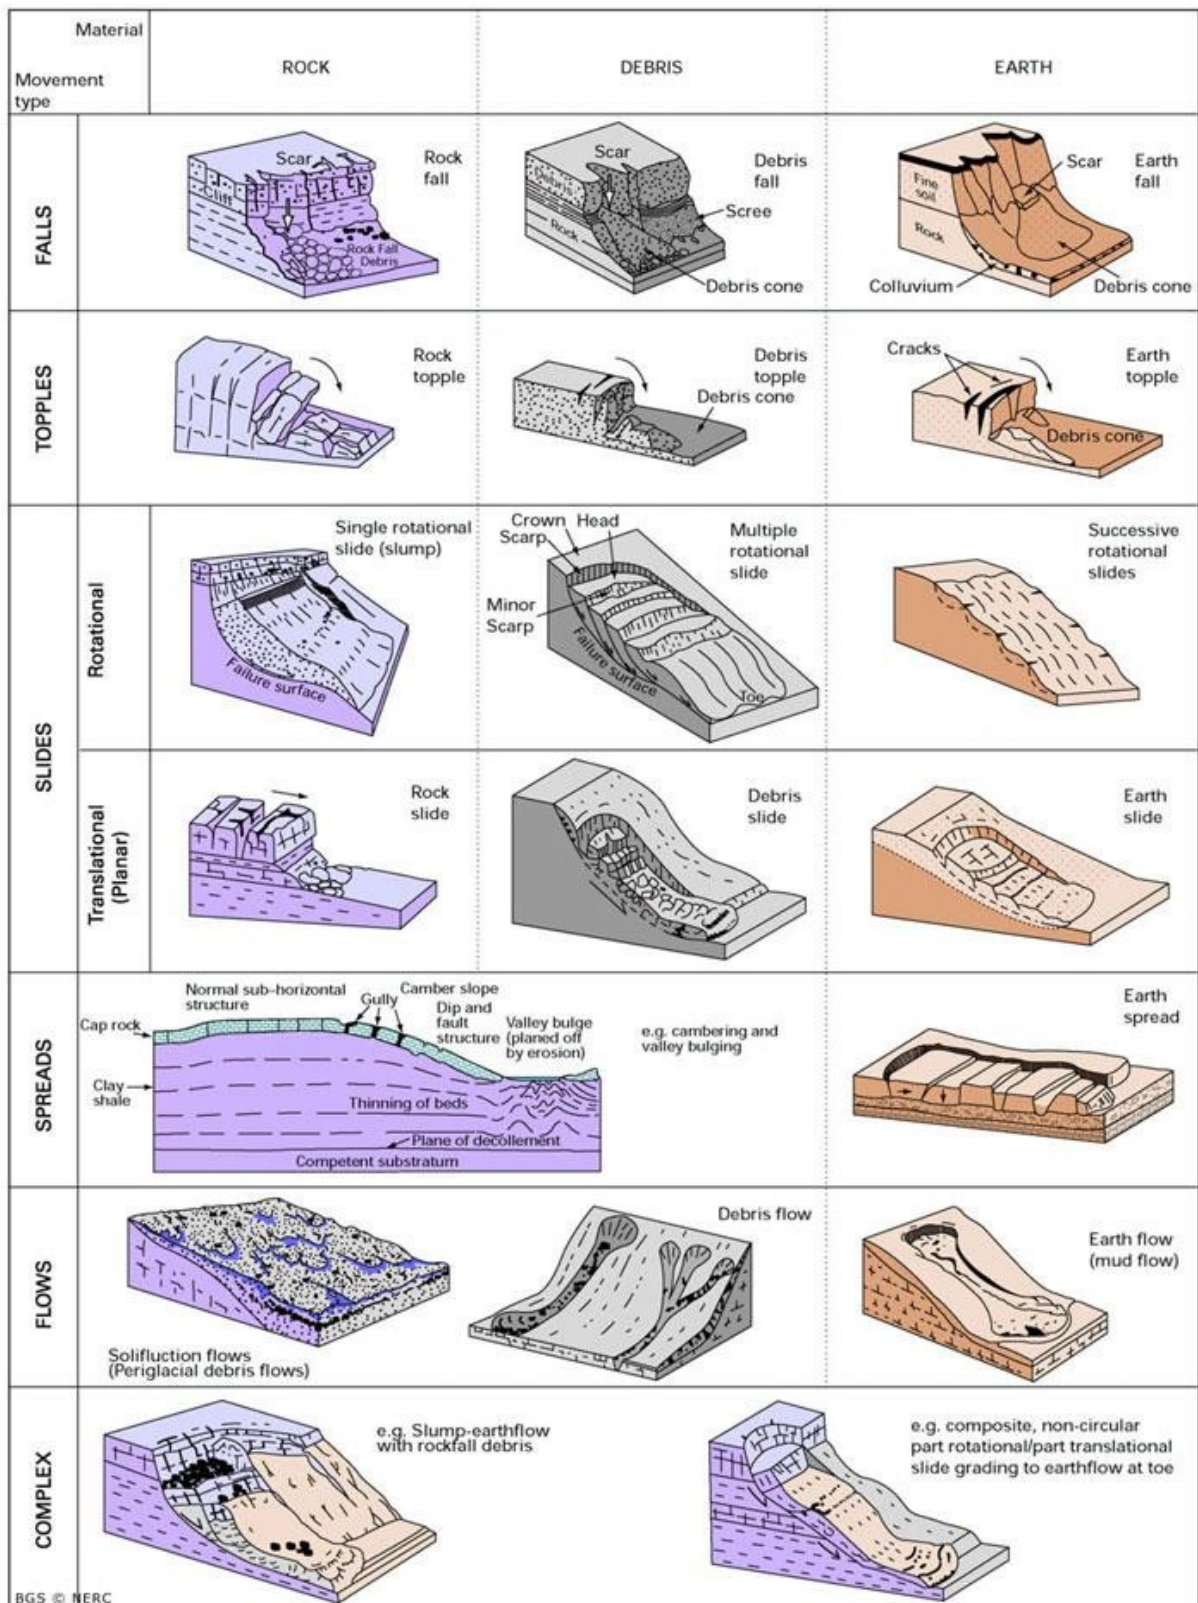 Material
Movement
type
ROCK
DEBRIS
EARTH
FALLS
Scar
Cliff
Rock Fall
Debris
Rock
fall
Scar
Debris
Rock
Debris
fall
Scree
Debris cone
Fine
soil
Rock
Colluvium
Scar
Earth
fall
Debris cone
TOPPLES
Rock
topple
Debris
topple
Debris cone
Cracks
Earth
topple
Debris cone
SLIDES
Rotational
Single rotational
slide (slump)
Failure surface
Crown
Head
Scarp
Minor
Scarp
Failure surface
Toe
Multiple
rotational
slide
Successive
rotational
slides
Translational
(Planar)
Rock
slide
Debris
slide
Earth
slide
SPREADS
Normal sub-horizontal
structure
Gully
Camber slope
Dip and
fault
structure
Valley bulge
(planed off
by erosion)
Cap rock
Clay
shale
Thinning of beds
Plane of decollement
Competent substratum
e.g. cambering and
valley bulging
Earth
spread
FLOWS
Solifluction flows
(Periglacial debris flows)
Debris flow
Earth flow
(mud flow)
COMPLEX
e.g. Slump-earthflow
with rockfall debris
e.g. composite, non-circular
part rotational/part translational
slide grading to earthflow at toe
BGS © NERC